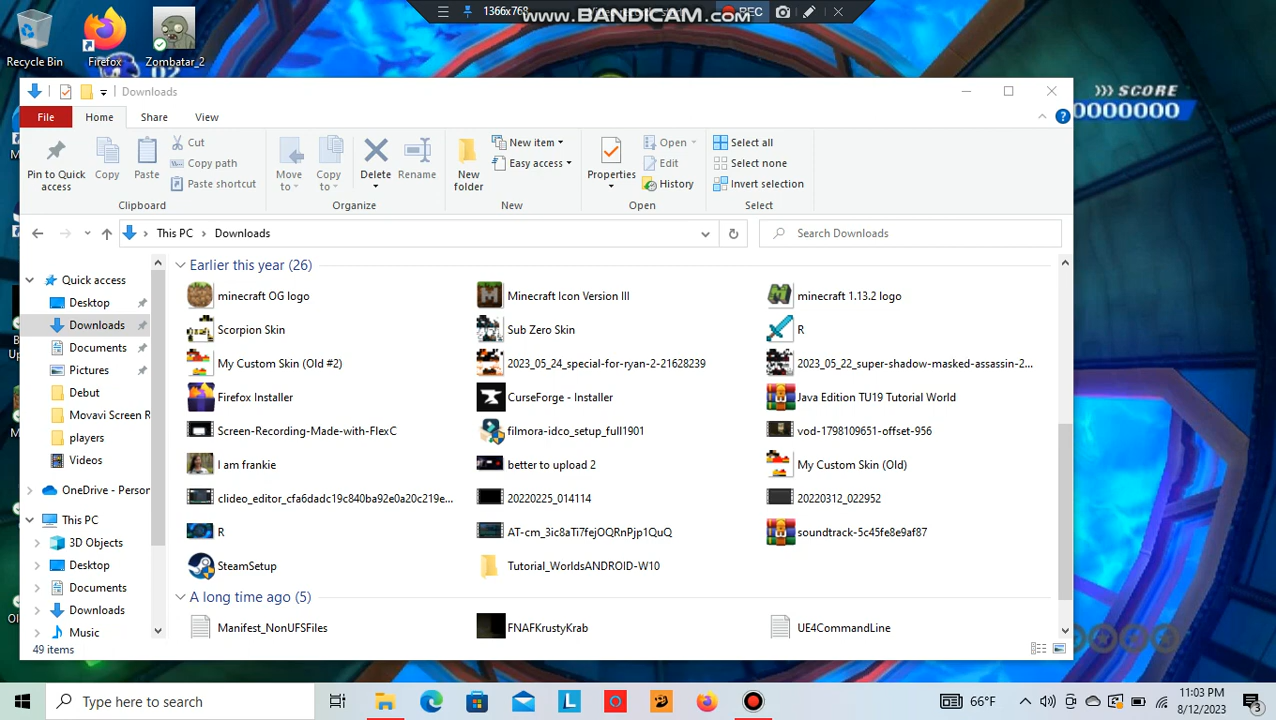 1366x768
www.BANDICAM.com
REC
Recycle Bin
Firefox
Zombatar_2
Downloads
File
Home
Share
View
Pin to Quick access
Copy
Paste
Cut
Copy path
Paste shortcut
Move to
Copy to
Delete
Rename
New folder
New item
Easy access
Properties
Open
Edit
History
Select all
Select none
Invert selection
Clipboard
Organize
New
Open
Select
SCORE
0000000
This PC
Downloads
Search Downloads
Quick access
Desktop
Downloads
Documents
Pictures
Debut
Movavi Screen R
players
Videos
OneDrive - Person
This PC
3D Objects
Desktop
Documents
Downloads
Music
Earlier this year (26)
minecraft OG logo
Minecraft Icon Version III
minecraft 1.13.2 logo
Scorpion Skin
Sub Zero Skin
R
My Custom Skin (Old #2)
2023_05_24_special-for-ryan-2-21628239
2023_05_22_super-shadow-masked-assassin-2...
Firefox Installer
CurseForge - Installer
Java Edition TU19 Tutorial World
Screen-Recording-Made-with-FlexC
filmora-idco_setup_full1901
vod-1798109651-offset-956
I am frankie
better to upload 2
My Custom Skin (Old)
clideo_editor_cfa6dadc19c840ba92e0a20c219e...
20220225_014114
20220312_022952
R
AT-cm_3ic8aTi7fejOQRnPjp1QuQ
soundtrack-5c45fe8e9af87
SteamSetup
Tutorial_WorldsANDROID-W10
A long time ago (5)
Manifest_NonUFSFiles
FNAFKrustyKrab
UE4CommandLine
49 items
Type here to search
66°F
11:03 PM
8/12/2023
3